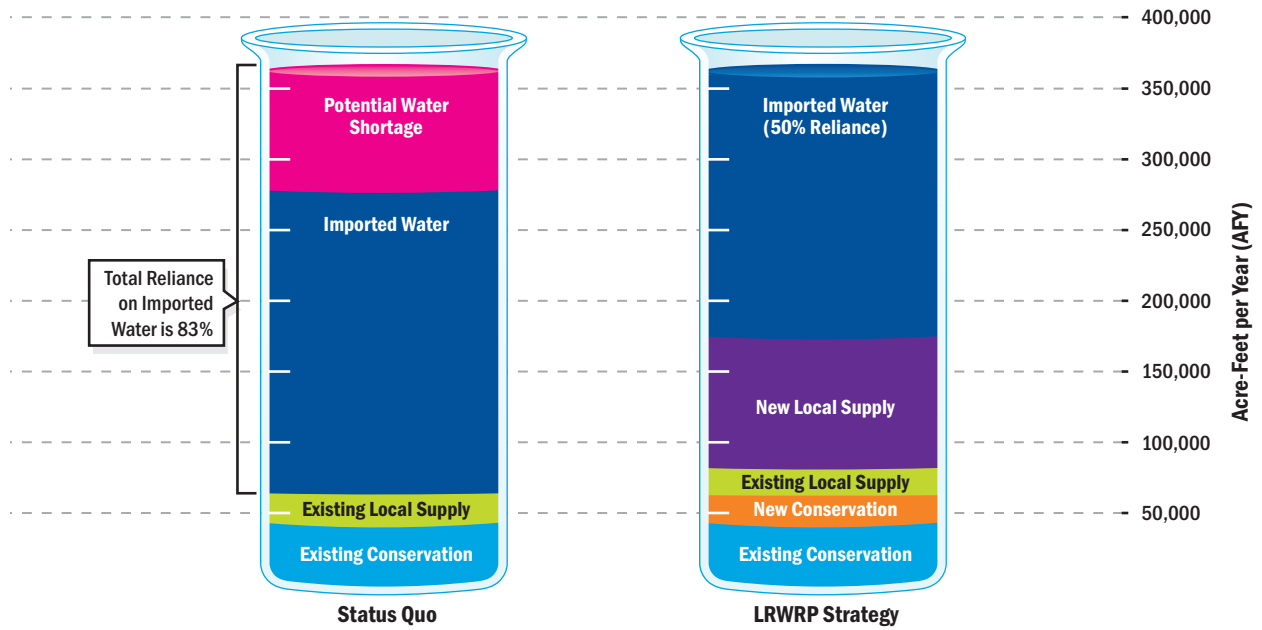 Potential Water
Shortage
Imported Water
Existing Local Supply
Existing Conservation
Status Quo
Total Reliance
on Imported
Water is 83%
Imported Water
(50% Reliance)
New Local Supply
Existing Local Supply
New Conservation
Existing Conservation
LRWRP Strategy
400,000
350,000
300,000
250,000
200,000
150,000
100,000
50,000
Acre-Feet per Year (AFY)